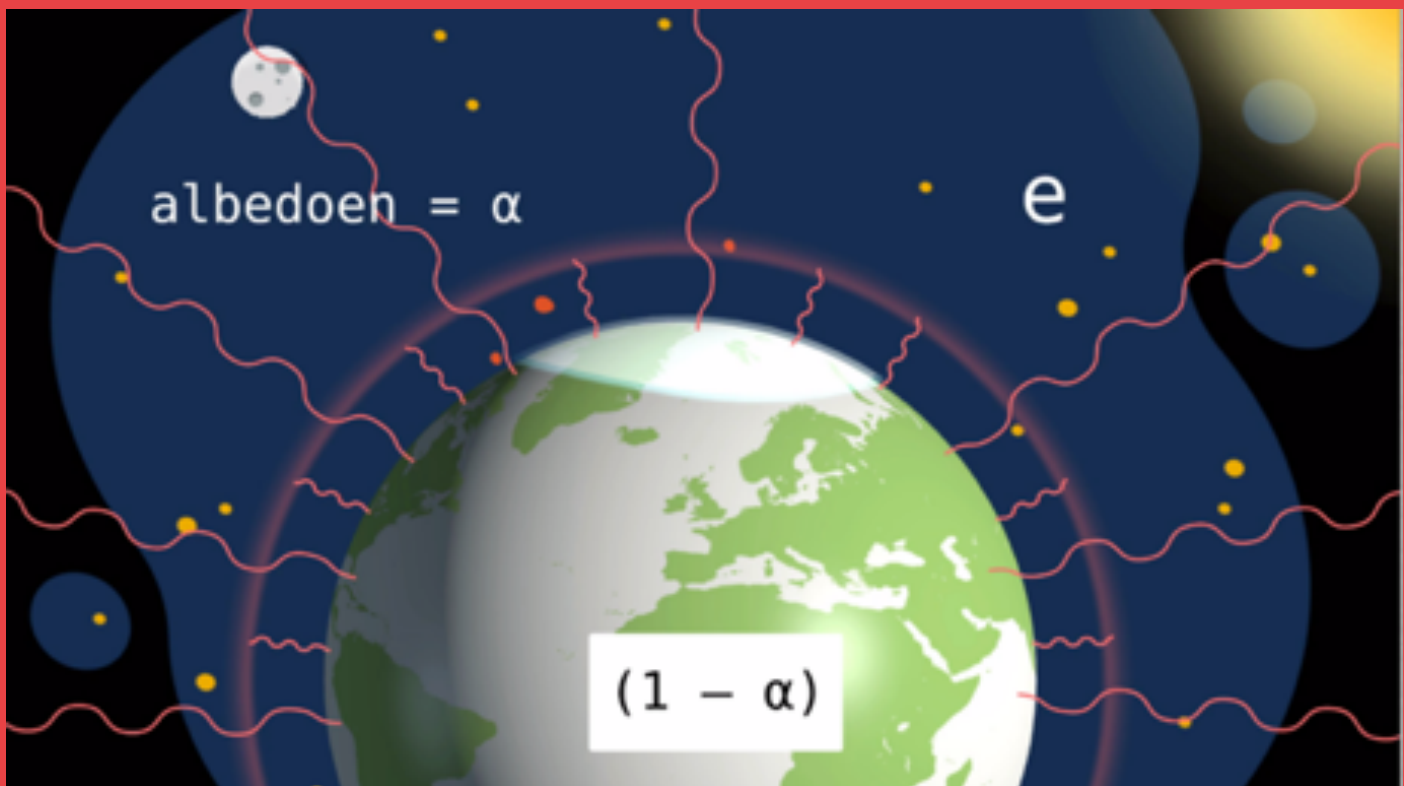 albedoen = α
e
(1 – α)